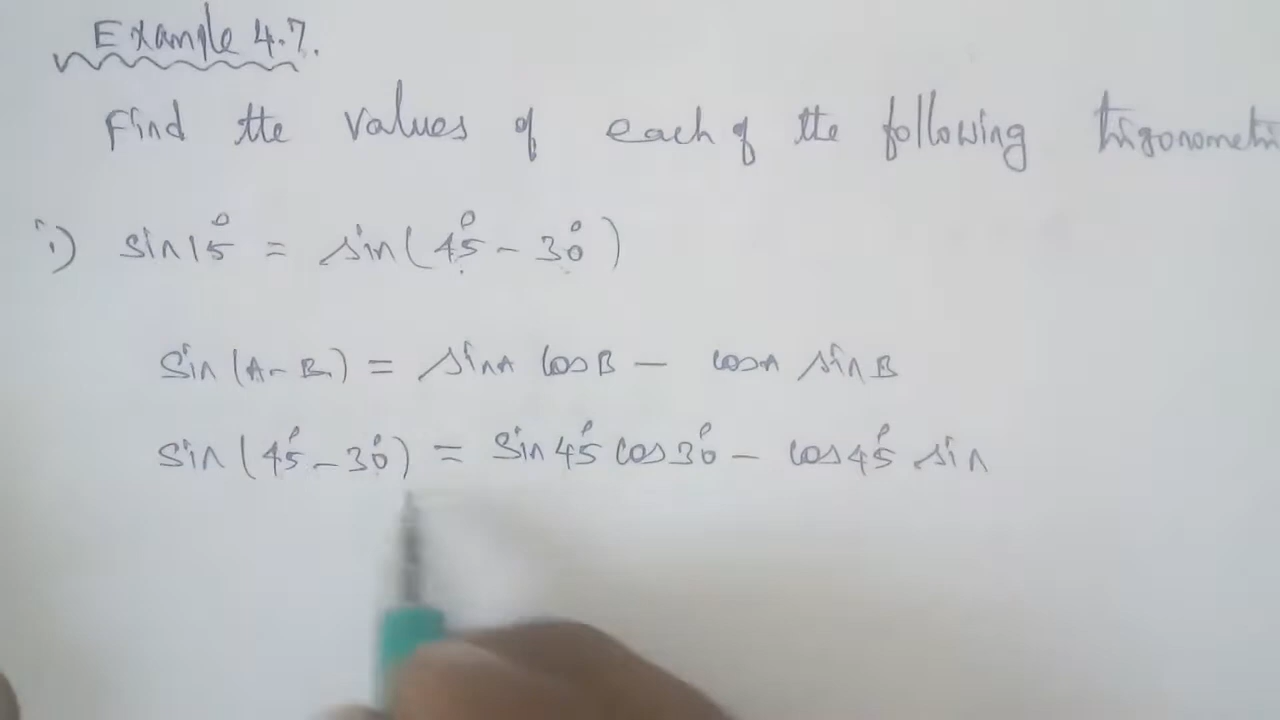 Example 4.7.
Find the values of each of the following trigonometri
i) sin15° = sin(45° - 30°)
Sin(A-B) = sinA cosB - cosA sinB
sin(45° - 30°) = sin45° cos30° - cos45° sin